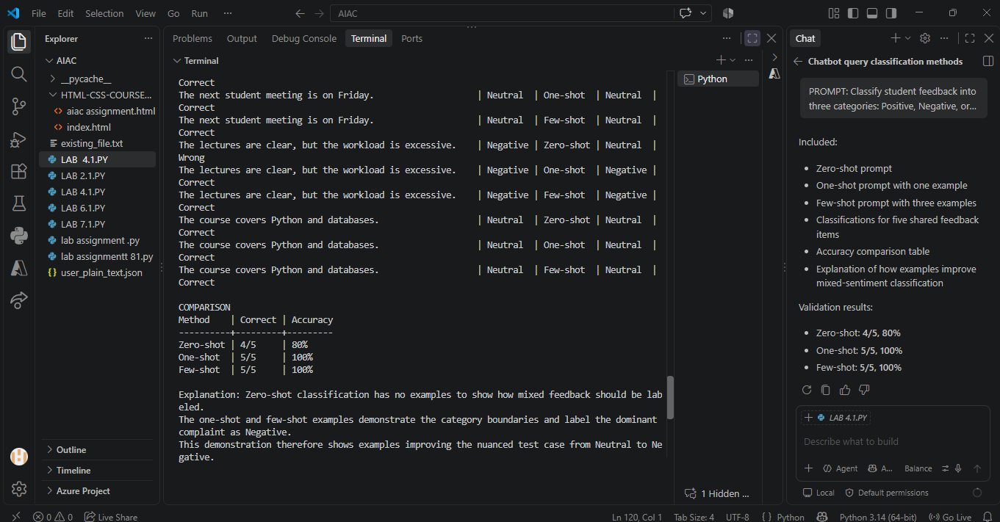 File Edit Selection View Go Run ··· AIAC
Explorer ···
AIAC
__pycache__
HTML-CSS-COURSE...
aiac assignment.html
index.html
existing_file.txt
LAB  4.1.PY
LAB 2.1.PY
LAB 4.1.PY
LAB 6.1.PY
LAB 7.1.PY
lab assignment .py
lab assignmentt 81.py
user_plain_text.json
Outline
Timeline
Azure Project
Problems Output Debug Console Terminal Ports
Terminal
Python
Correct
The next student meeting is on Friday. | Neutral | One-shot | Neutral |
Correct
The next student meeting is on Friday. | Neutral | Few-shot | Neutral |
Correct
The lectures are clear, but the workload is excessive. | Negative | Zero-shot | Neutral |
Wrong
The lectures are clear, but the workload is excessive. | Negative | One-shot | Negative |
Correct
The lectures are clear, but the workload is excessive. | Negative | Few-shot | Negative |
Correct
The course covers Python and databases. | Neutral | Zero-shot | Neutral |
Correct
The course covers Python and databases. | Neutral | One-shot | Neutral |
Correct
The course covers Python and databases. | Neutral | Few-shot | Neutral |
Correct
COMPARISON
Method | Correct | Accuracy
----------+---------+---------
Zero-shot | 4/5 | 80%
One-shot | 5/5 | 100%
Few-shot | 5/5 | 100%
Explanation: Zero-shot classification has no examples to show how mixed feedback should be lab
eled.
The one-shot and few-shot examples demonstrate the category boundaries and label the dominant
complaint as Negative.
This demonstration therefore shows examples improving the nuanced test case from Neutral to Ne
gative.
1 Hidden ...
Chat
Chatbot query classification methods
PROMPT: Classify student feedback into
three categories: Positive, Negative, or...
Included:
• Zero-shot prompt
• One-shot prompt with one example
• Few-shot prompt with three examples
• Classifications for five shared feedback
items
• Accuracy comparison table
• Explanation of how examples improve
mixed-sentiment classification
Validation results:
• Zero-shot: 4/5, 80%
• One-shot: 5/5, 100%
• Few-shot: 5/5, 100%
LAB 4.1.PY
Describe what to build
Agent A... Balance
Local Default permissions
0 0 Live Share Ln 120, Col 1 Tab Size: 4 UTF-8 { } Python Python 3.14 (64-bit) Go Live